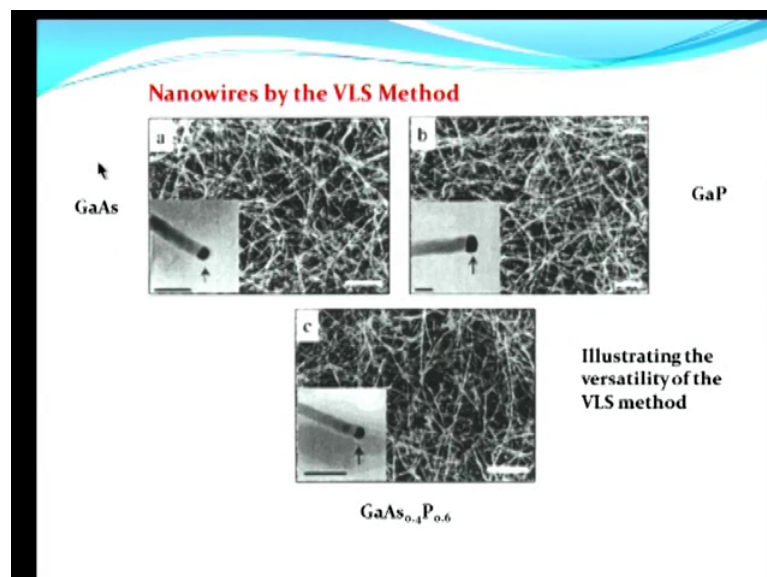 Nanowires by the VLS Method
a
b
GaAs
GaP
c
Illustrating the
versatility of the
VLS method
GaAs₀.₄P₀.₆